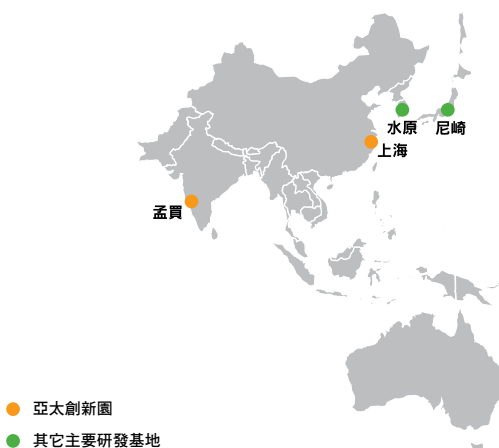 水原 尼崎
上海
孟買
亞太創新園
其它主要研發基地